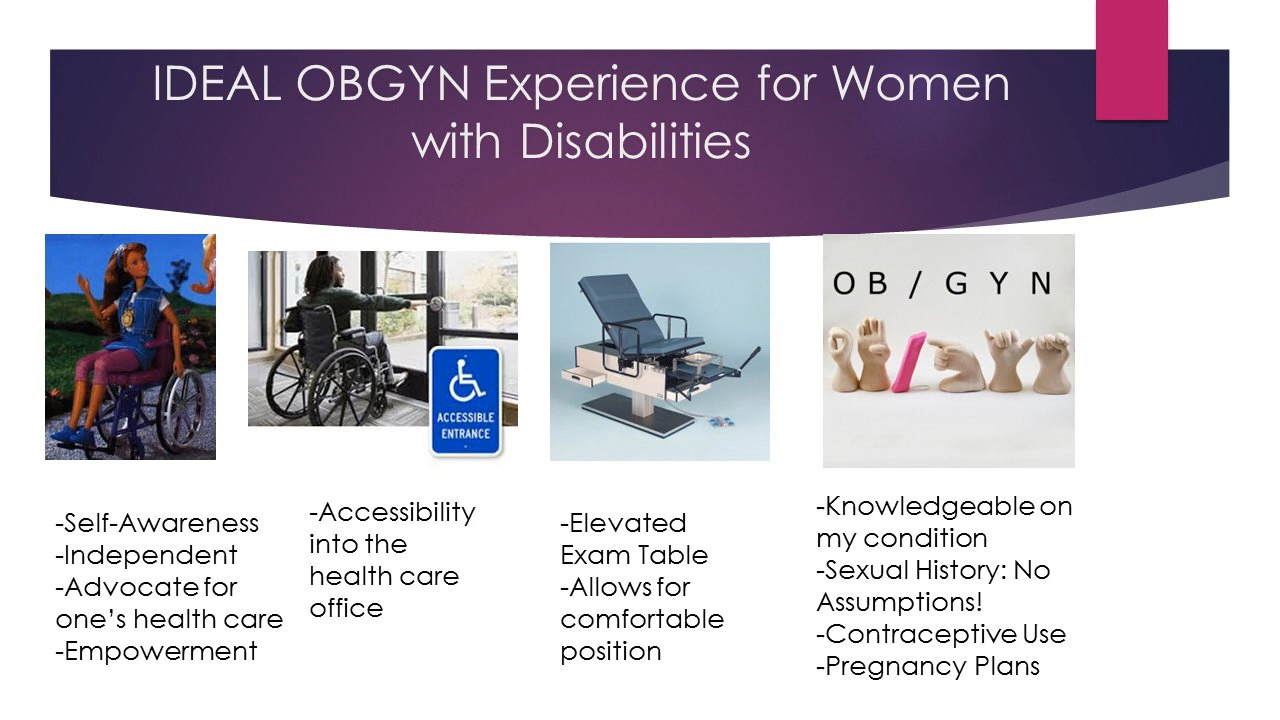 IDEAL OBGYN Experience for Women
with Disabilities
ACCESSIBLE
ENTRANCE
OB/GYN
-Self-Awareness
-Independent
-Advocate for
one’s health care
-Empowerment
-Accessibility
into the
health care
office
-Elevated
Exam Table
-Allows for
comfortable
position
-Knowledgeable on
my condition
-Sexual History: No
Assumptions!
-Contraceptive Use
-Pregnancy Plans